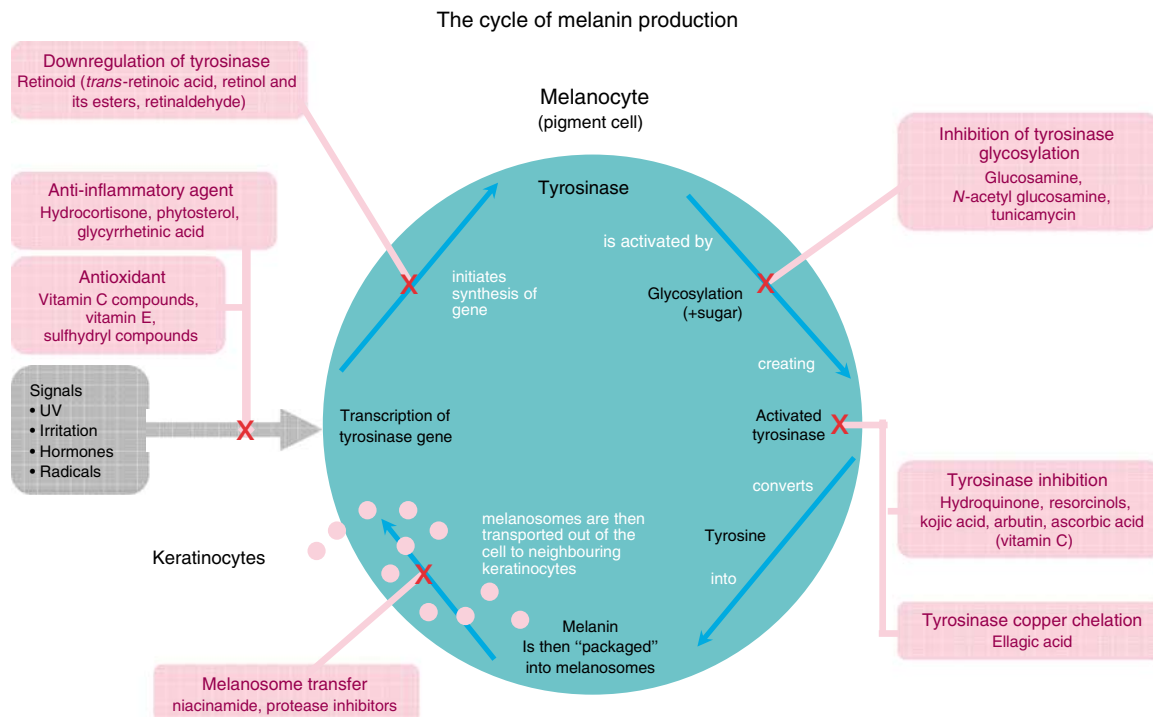 The cycle of melanin production
Downregulation of tyrosinase
Retinoid (trans-retinoic acid, retinol and
its esters, retinaldehyde)
Melanocyte
(pigment cell)
Inhibition of tyrosinase
glycosylation
Glucosamine,
N-acetyl glucosamine,
tunicamycin
Anti-inflammatory agent
Hydrocortisone, phytosterol,
glycyrrhetinic acid
Antioxidant
Vitamin C compounds,
vitamin E,
sulfhydryl compounds
Tyrosinase
is activated by
X
initiates
synthesis of
gene
X
Glycosylation
(+sugar)
creating
Signals
• UV
• Irritation
• Hormones
• Radicals
X
Transcription of
tyrosinase gene
Activated
tyrosinase
X
converts
Tyrosine
into
Tyrosinase inhibition
Hydroquinone, resorcinols,
kojic acid, arbutin, ascorbic acid
(vitamin C)
Tyrosinase copper chelation
Ellagic acid
Keratinocytes
melanosomes are then
transported out of the
cell to neighbouring
keratinocytes
X
Melanin
Is then “packaged”
into melanosomes
Melanosome transfer
niacinamide, protease inhibitors